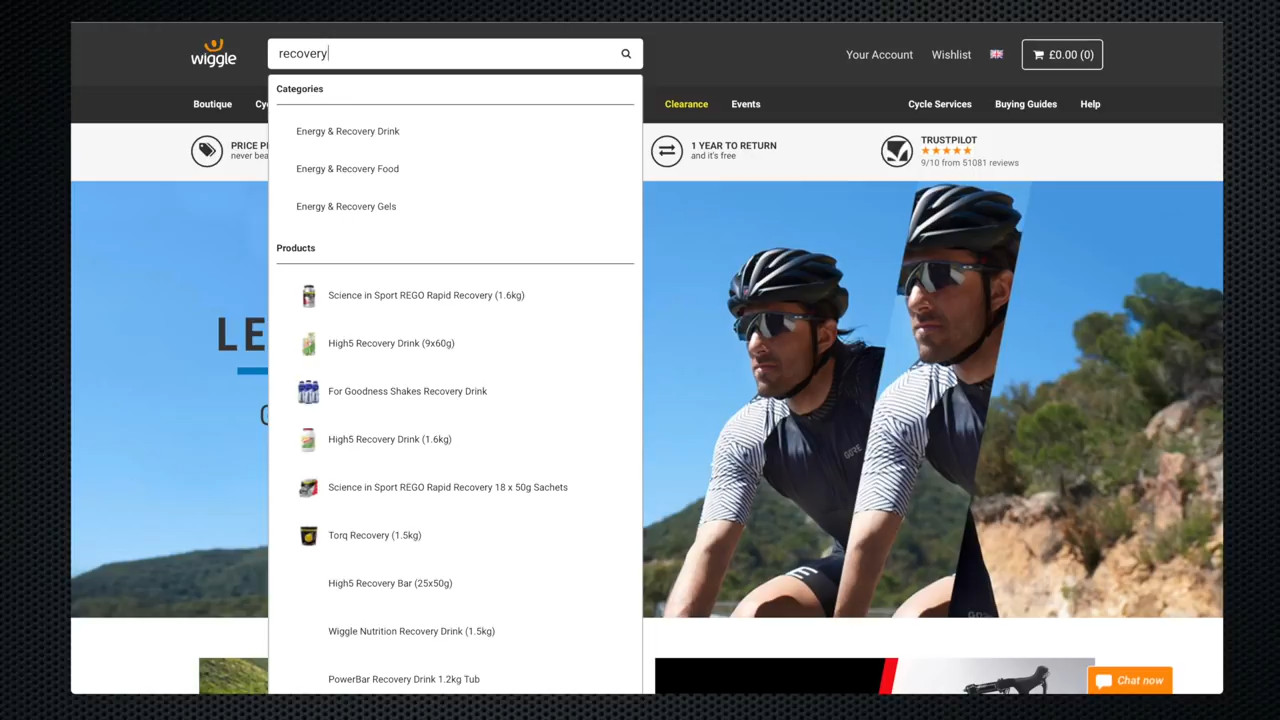 wiggle
recovery
Your Account
Wishlist
£0.00 (0)
Boutique
Clearance
Events
Cycle Services
Buying Guides
Help
Categories
Energy & Recovery Drink
Energy & Recovery Food
Energy & Recovery Gels
Products
Science in Sport REGO Rapid Recovery (1.6kg)
High5 Recovery Drink (9x60g)
For Goodness Shakes Recovery Drink
High5 Recovery Drink (1.6kg)
Science in Sport REGO Rapid Recovery 18 x 50g Sachets
Torq Recovery (1.5kg)
High5 Recovery Bar (25x50g)
Wiggle Nutrition Recovery Drink (1.5kg)
PowerBar Recovery Drink 1.2kg Tub
PRICE
never
1 YEAR TO RETURN
and it's free
TRUSTPILOT
9/10 from 51081 reviews
LE
GORE
Chat now